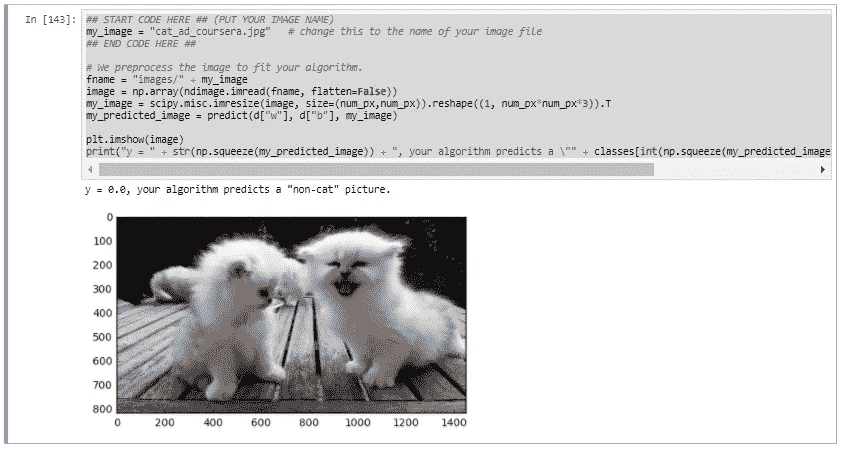 In [143]: ## START CODE HERE ## (PUT YOUR IMAGE NAME)
my_image = "cat_ad_coursera.jpg"   # change this to the name of your image file
## END CODE HERE ##
# We preprocess the image to fit your algorithm.
fname = "images/" + my_image
image = np.array(ndimage.imread(fname, flatten=False))
my_image = scipy.misc.imresize(image, size=(num_px,num_px)).reshape((1, num_px*num_px*3)).T
my_predicted_image = predict(d["w"], d["b"], my_image)
plt.imshow(image)
print("y = " + str(np.squeeze(my_predicted_image)) + ", your algorithm predicts a \"" + classes[int(np.squeeze(my_predicted_image
y = 0.0, your algorithm predicts a "non-cat" picture.
0
100
200
300
400
500
600
700
800
0 200 400 600 800 1000 1200 1400